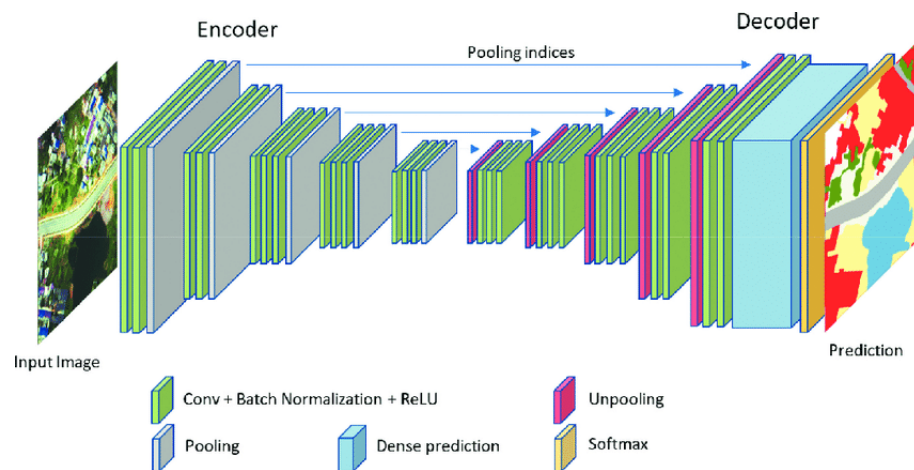 Encoder
Decoder
Pooling indices
Input Image
Prediction
Conv + Batch Normalization + ReLU
Unpooling
Pooling
Dense prediction
Softmax